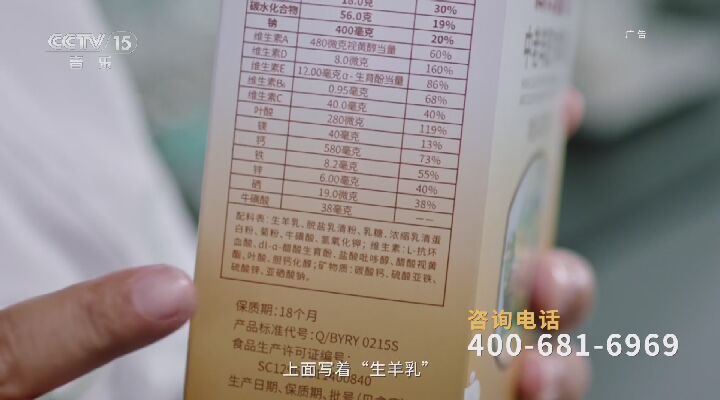 CCTV 15
音乐
广告
18.0克
30%
碳水化合物
56.0克
19%
钠
400毫克
20%
维生素A
480微克视黄醇当量
60%
维生素D
8.0微克
160%
维生素E
12.00毫克α-生育酚当量
86%
维生素B₆
0.95毫克
68%
维生素C
40.0毫克
40%
叶酸
280微克
119%
镁
40毫克
13%
钙
580毫克
73%
铁
8.2毫克
55%
锌
6.00毫克
40%
硒
19.0微克
38%
牛磺酸
38毫克
——
配料表:生羊乳、脱盐乳清粉、乳糖、浓缩乳清蛋
白粉、菊粉、牛磺酸、氢氧化钾;维生素:L-抗坏
血酸、dl-α-醋酸生育酚、盐酸吡哆醇、醋酸视黄
酯、叶酸、胆钙化醇;矿物质:碳酸钙、硫酸亚铁、
硫酸锌、亚硒酸钠。
保质期:18个月
产品标准代号:Q/BYRY 0215S
食品生产许可证编号:
SC12
1400840
生产日期、保质期、批号
咨询电话
400-681-6969
上面写着“生羊乳”